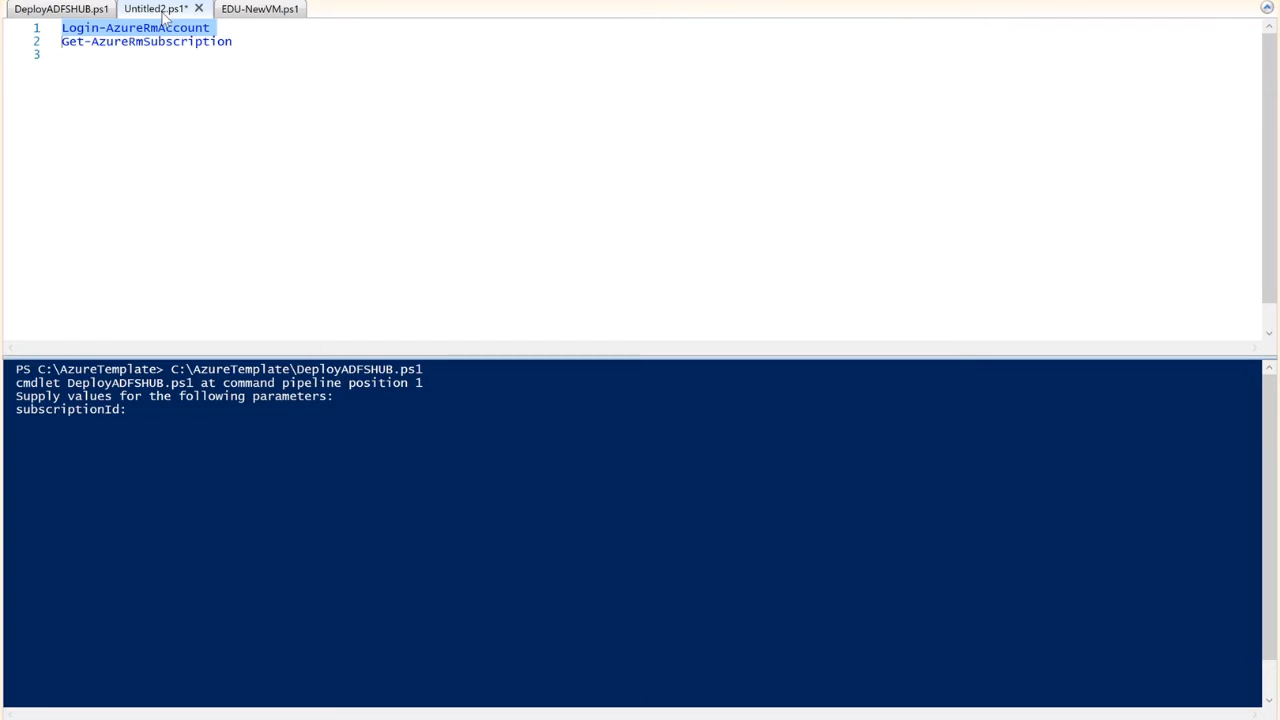 DeployADFSHUB.ps1 Untitled2.ps1* EDU-NewVM.ps1
1 Login-AzureRmAccount
2 Get-AzureRmSubscription
3
PS C:\AzureTemplate> C:\AzureTemplate\DeployADFSHUB.ps1
cmdlet DeployADFSHUB.ps1 at command pipeline position 1
Supply values for the following parameters:
subscriptionId: